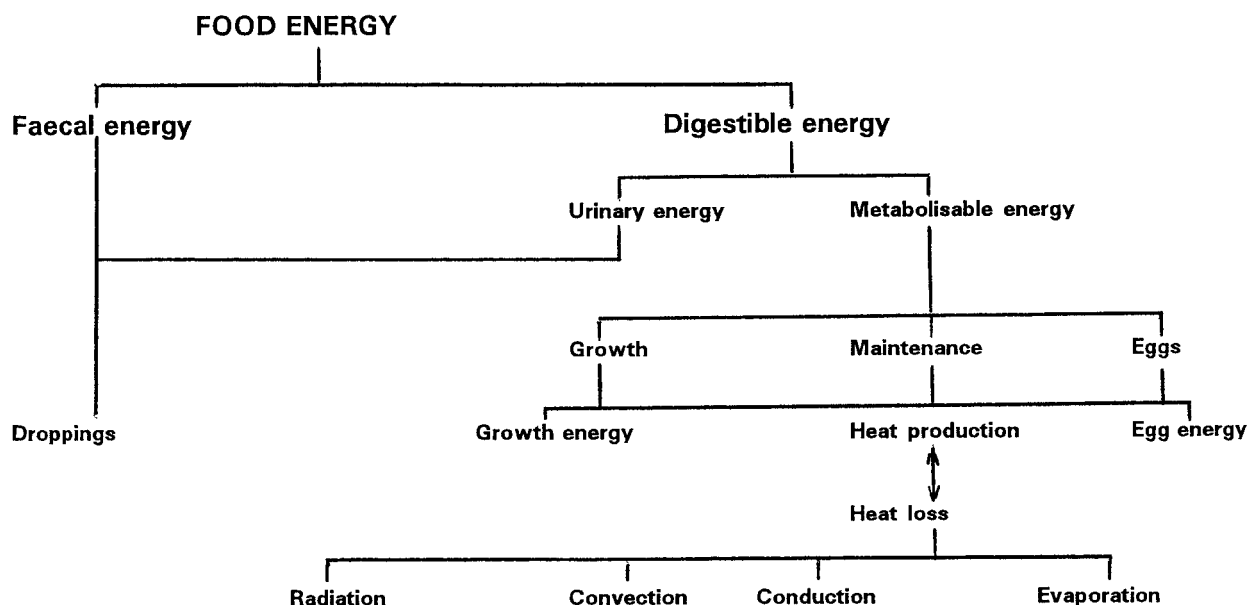 FOOD ENERGY
Faecal energy
Digestible energy
Urinary energy
Metabolisable energy
Growth
Maintenance
Eggs
Droppings
Growth energy
Heat production
Egg energy
Heat loss
Radiation
Convection
Conduction
Evaporation